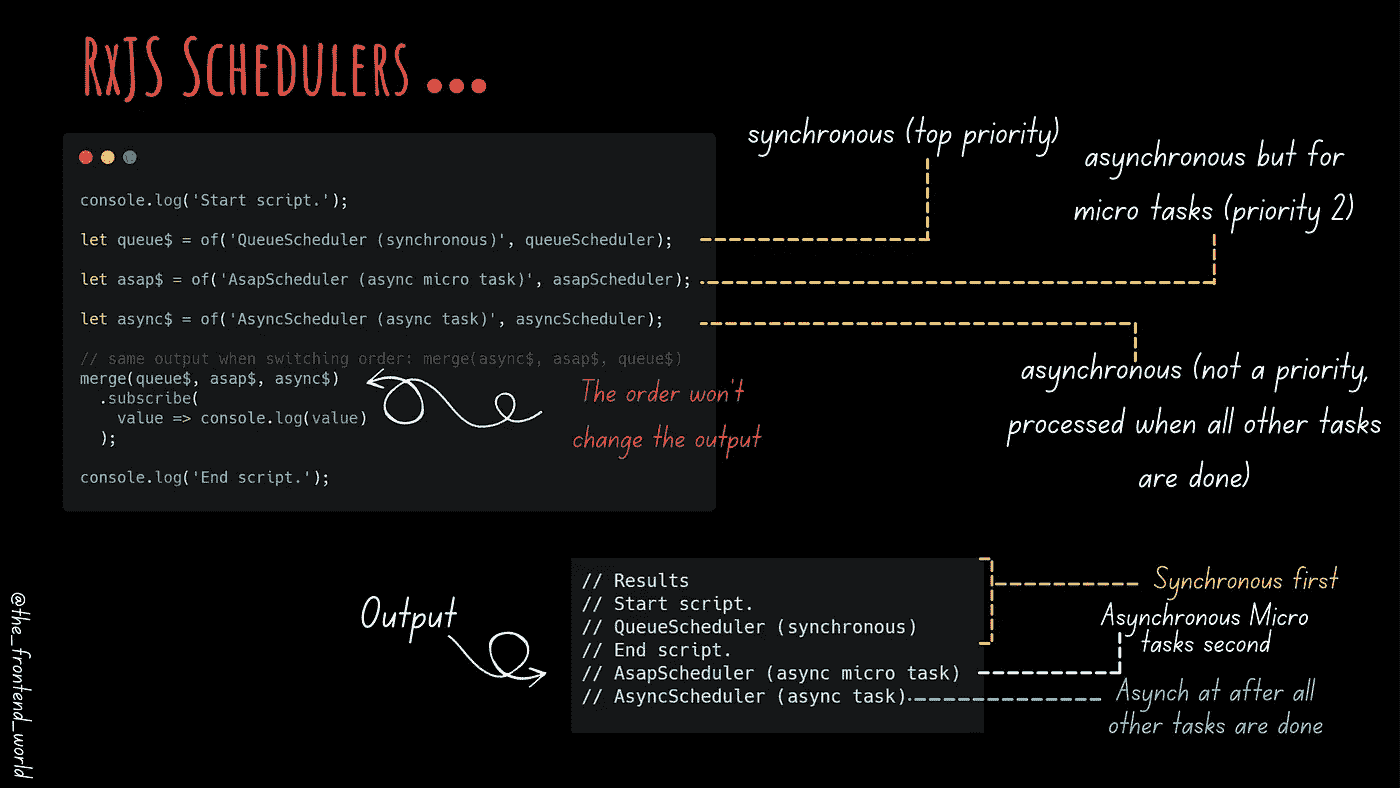 RxJS Schedulers ...
console.log('Start script.');
let queue$ = of('QueueScheduler (synchronous)', queueScheduler);
let asap$ = of('AsapScheduler (async micro task)', asapScheduler);
let async$ = of('AsyncScheduler (async task)', asyncScheduler);
// same output when switching order: merge(async$, asap$, queue$)
merge(queue$, asap$, async$)
.subscribe(
value => console.log(value)
);
console.log('End script.');
synchronous (top priority)
asynchronous but for
micro tasks (priority 2)
asynchronous (not a priority,
processed when all other tasks
are done)
The order won't
change the output
Output
// Results
// Start script.
// QueueScheduler (synchronous)
// End script.
// AsapScheduler (async micro task)
// AsyncScheduler (async task)
Synchronous first
Asynchronous Micro
tasks second
Asynch at after all
other tasks are done
@the_frontend_world